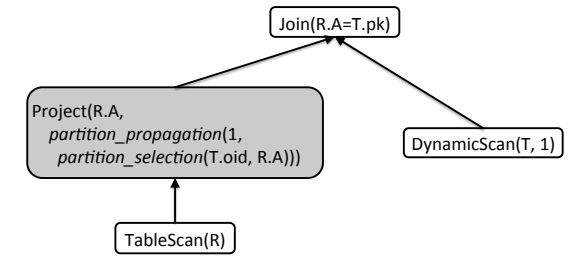 Join(R.A=T.pk)
Project(R.A,
partition_propagation(1,
partition_selection(T.oid, R.A)))
DynamicScan(T, 1)
TableScan(R)